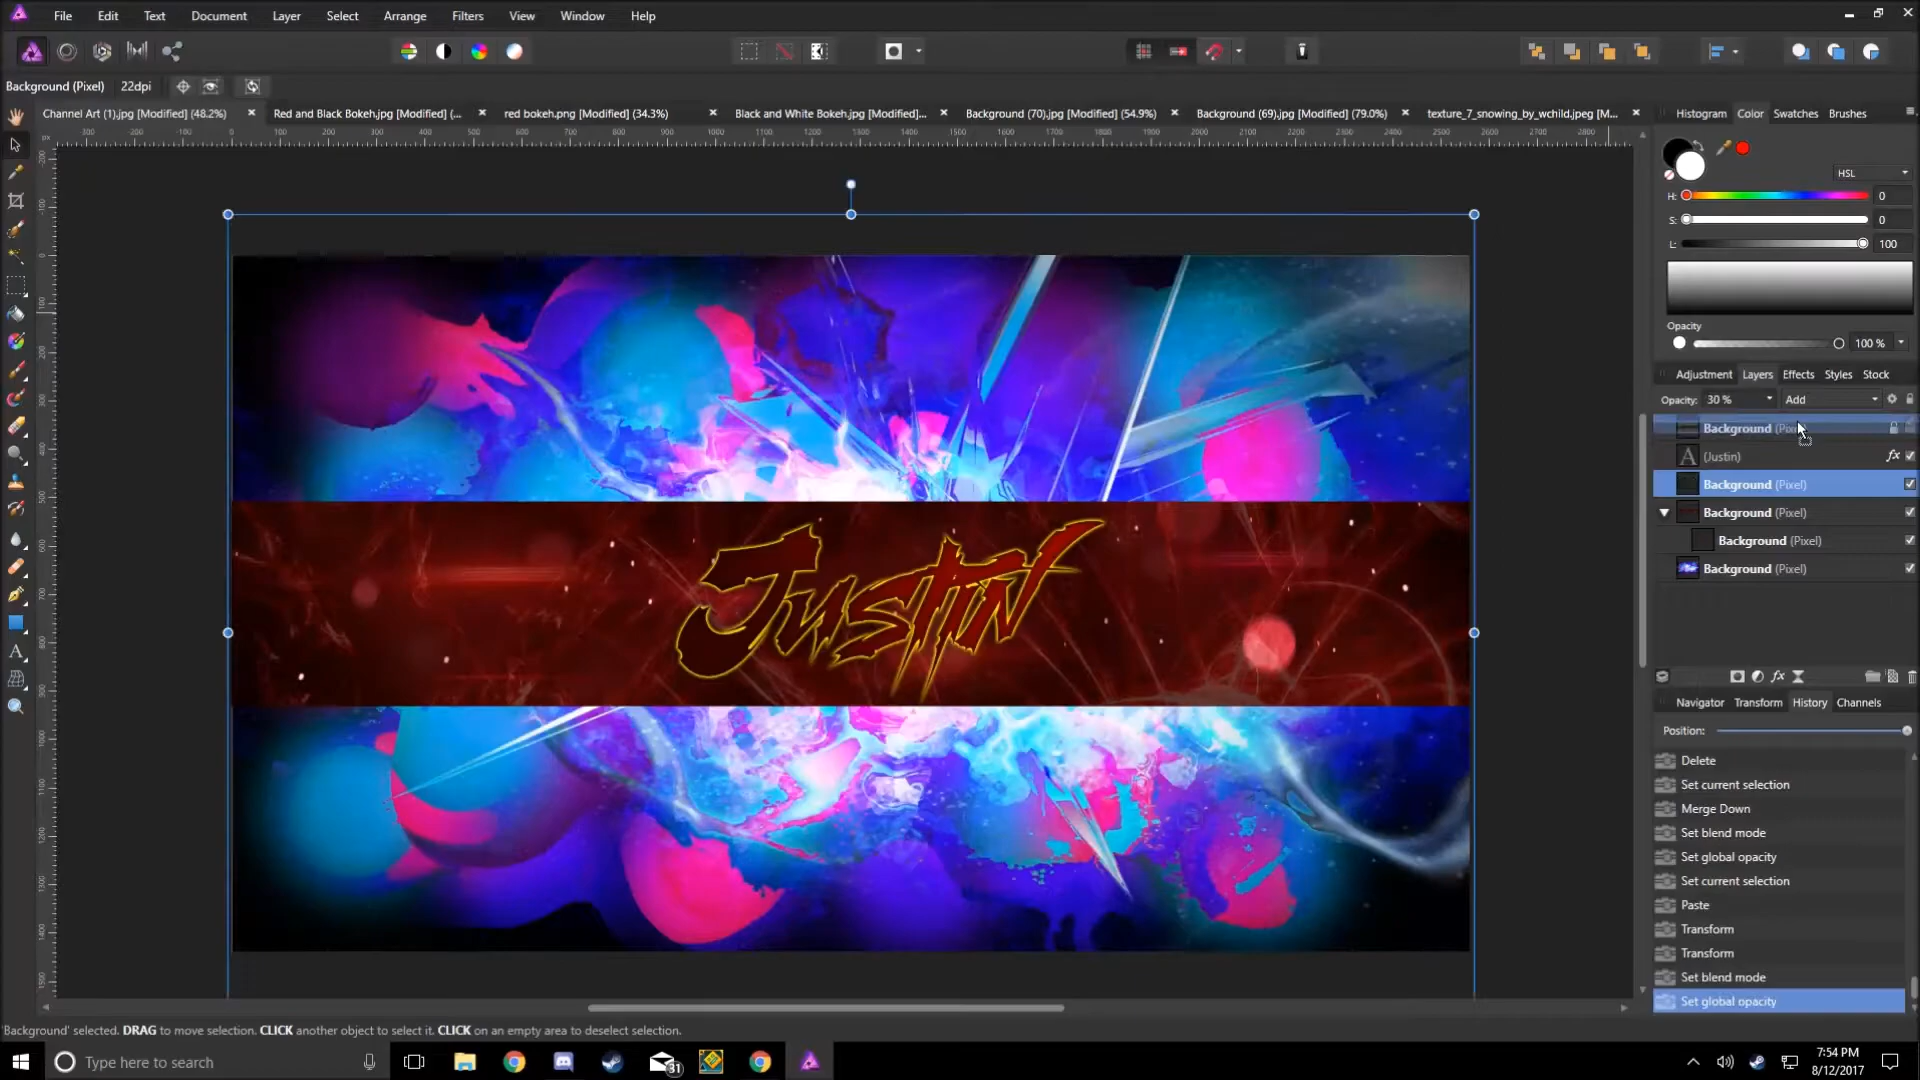 File Edit Text Document Layer Select Arrange Filters View Window Help
Background (Pixel) 22dpi
Channel Art (1).jpg [Modified] (48.2%) Red and Black Bokeh.jpg [Modified] (... red bokeh.png [Modified] (34.3%) Black and White Bokeh.jpg [Modified]... Background (70).jpg [Modified] (54.9%) Background (69).jpg [Modified] (79.0%) texture_7_snowing_by_wchild.jpeg [M...
Histogram Color Swatches Brushes
HSL
H: 0
S: 0
L: 100
Opacity
100 %
Adjustment Layers Effects Styles Stock
Opacity: 30 % Add
Background (Pix
A (Justin) fx
Background (Pixel)
Background (Pixel)
Background (Pixel)
Background (Pixel)
Justin
Navigator Transform History Channels
Position:
Delete
Set current selection
Merge Down
Set blend mode
Set global opacity
Set current selection
Paste
Transform
Transform
Set blend mode
Set global opacity
'Background' selected. DRAG to move selection. CLICK another object to select it. CLICK on an empty area to deselect selection.
Type here to search
31
7:54 PM
8/12/2017